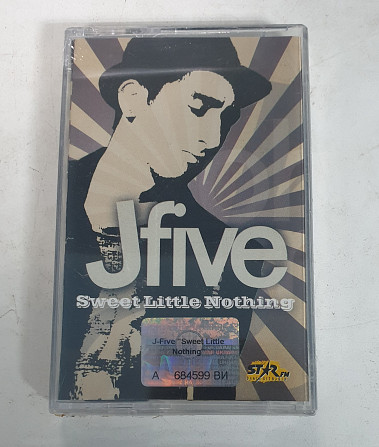 Jfive
Sweet Little Nothing
J-Five "Sweet Little
Nothing"
А 684599 ВИ
STAR FM